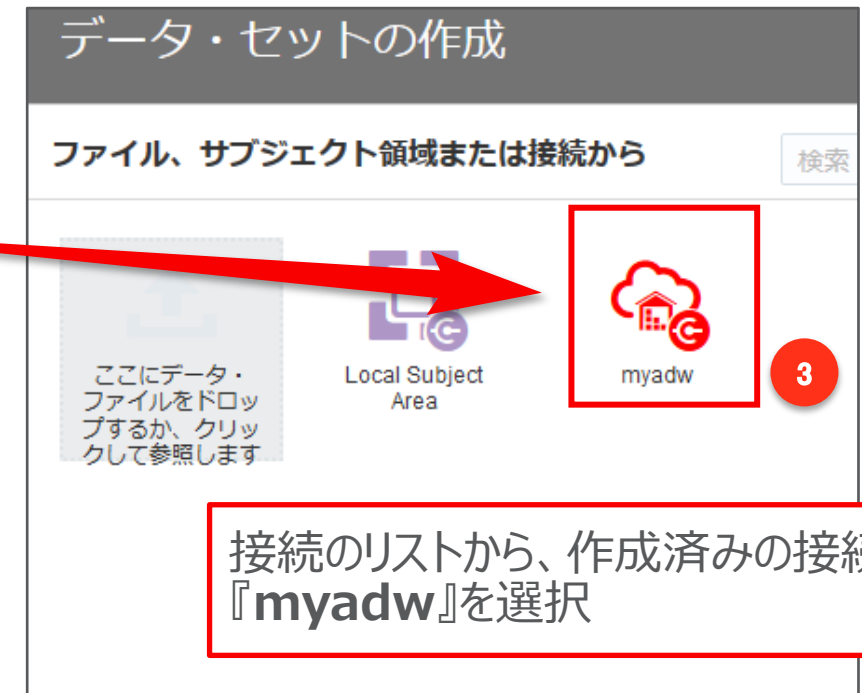 データ・セットの作成
ファイル、サブジェクト領域または接続から
検索
ここにデータ・
ファイルをドロッ
プするか、クリッ
クして参照します
Local Subject
Area
myadw
3
接続のリストから、作成済みの接続
『myadw』を選択